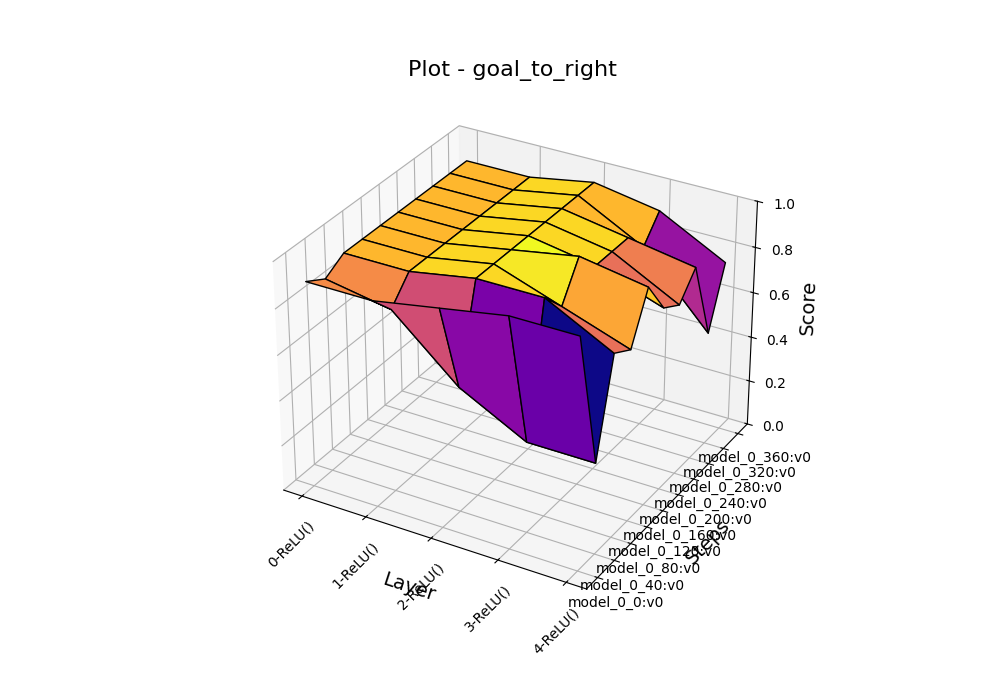 Plot - goal_to_right
1.0
0.8
0.6
0.4
0.2
0.0
Score
model_0_360:v0
model_0_320:v0
model_0_280:v0
model_0_240:v0
model_0_200:v0
model_0_160:v0
model_0_120:v0
model_0_80:v0
model_0_40:v0
model_0_0:v0
Steps
0-ReLU()
1-ReLU()
2-ReLU()
3-ReLU()
4-ReLU()
Layer